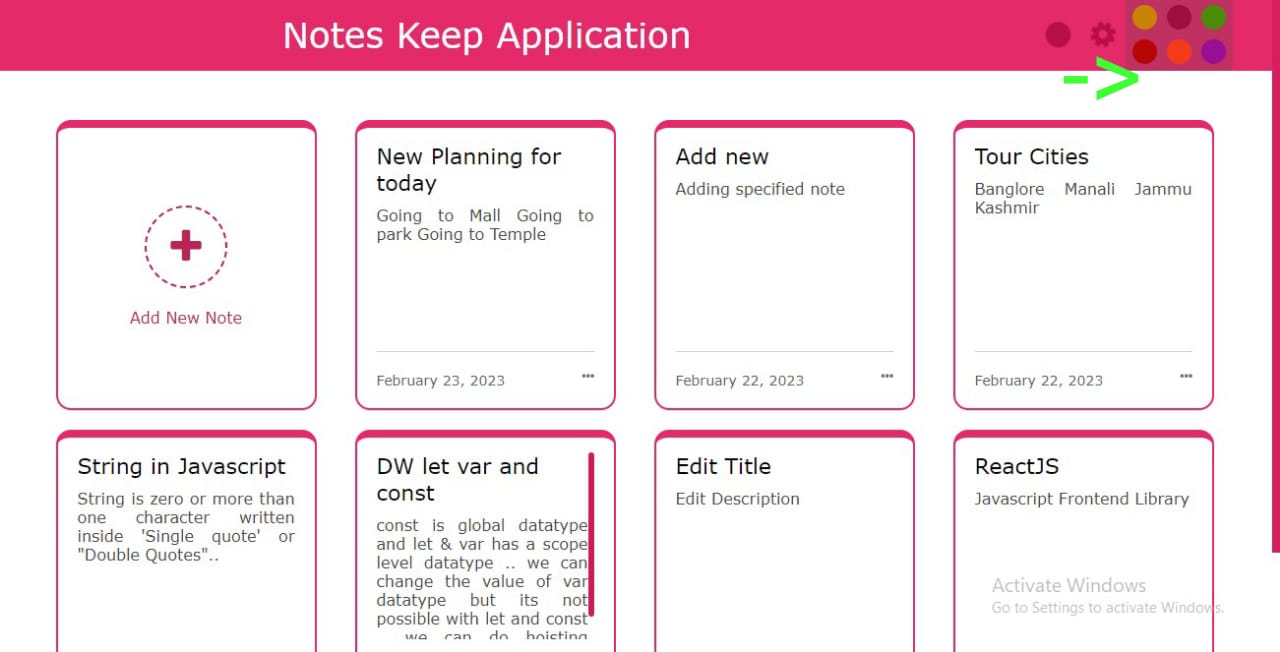 Notes Keep Application
->
Add New Note
New Planning for
today
Going to Mall Going to
park Going to Temple
February 23, 2023
Add new
Adding specified note
February 22, 2023
Tour Cities
Banglore Manali Jammu
Kashmir
February 22, 2023
String in Javascript
String is zero or more than
one character written
inside 'Single quote' or
"Double Quotes"..
DW let var and
const
const is global datatype
and let & var has a scope
level datatype .. we can
change the value of var
datatype but its not
possible with let and const
.. we can do hoisting
Edit Title
Edit Description
ReactJS
Javascript Frontend Library
Activate Windows
Go to Settings to activate Windows.